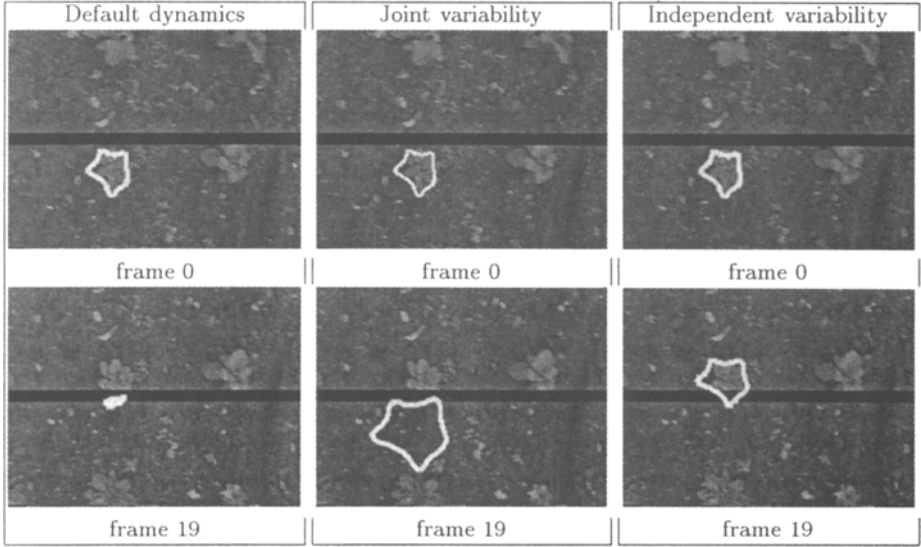 Default dynamics
Joint variability
Independent variability
frame 0
frame 0
frame 0
frame 19
frame 19
frame 19